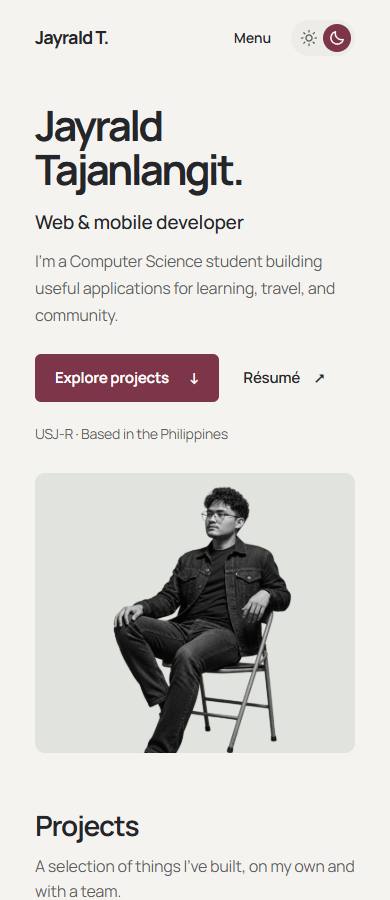 Jayrald T.
Menu
Jayrald
Tajanlangit.
Web & mobile developer
I'm a Computer Science student building
useful applications for learning, travel, and
community.
Explore projects ↓
Résumé ↗
USJ-R · Based in the Philippines
Projects
A selection of things I've built, on my own and
with a team.